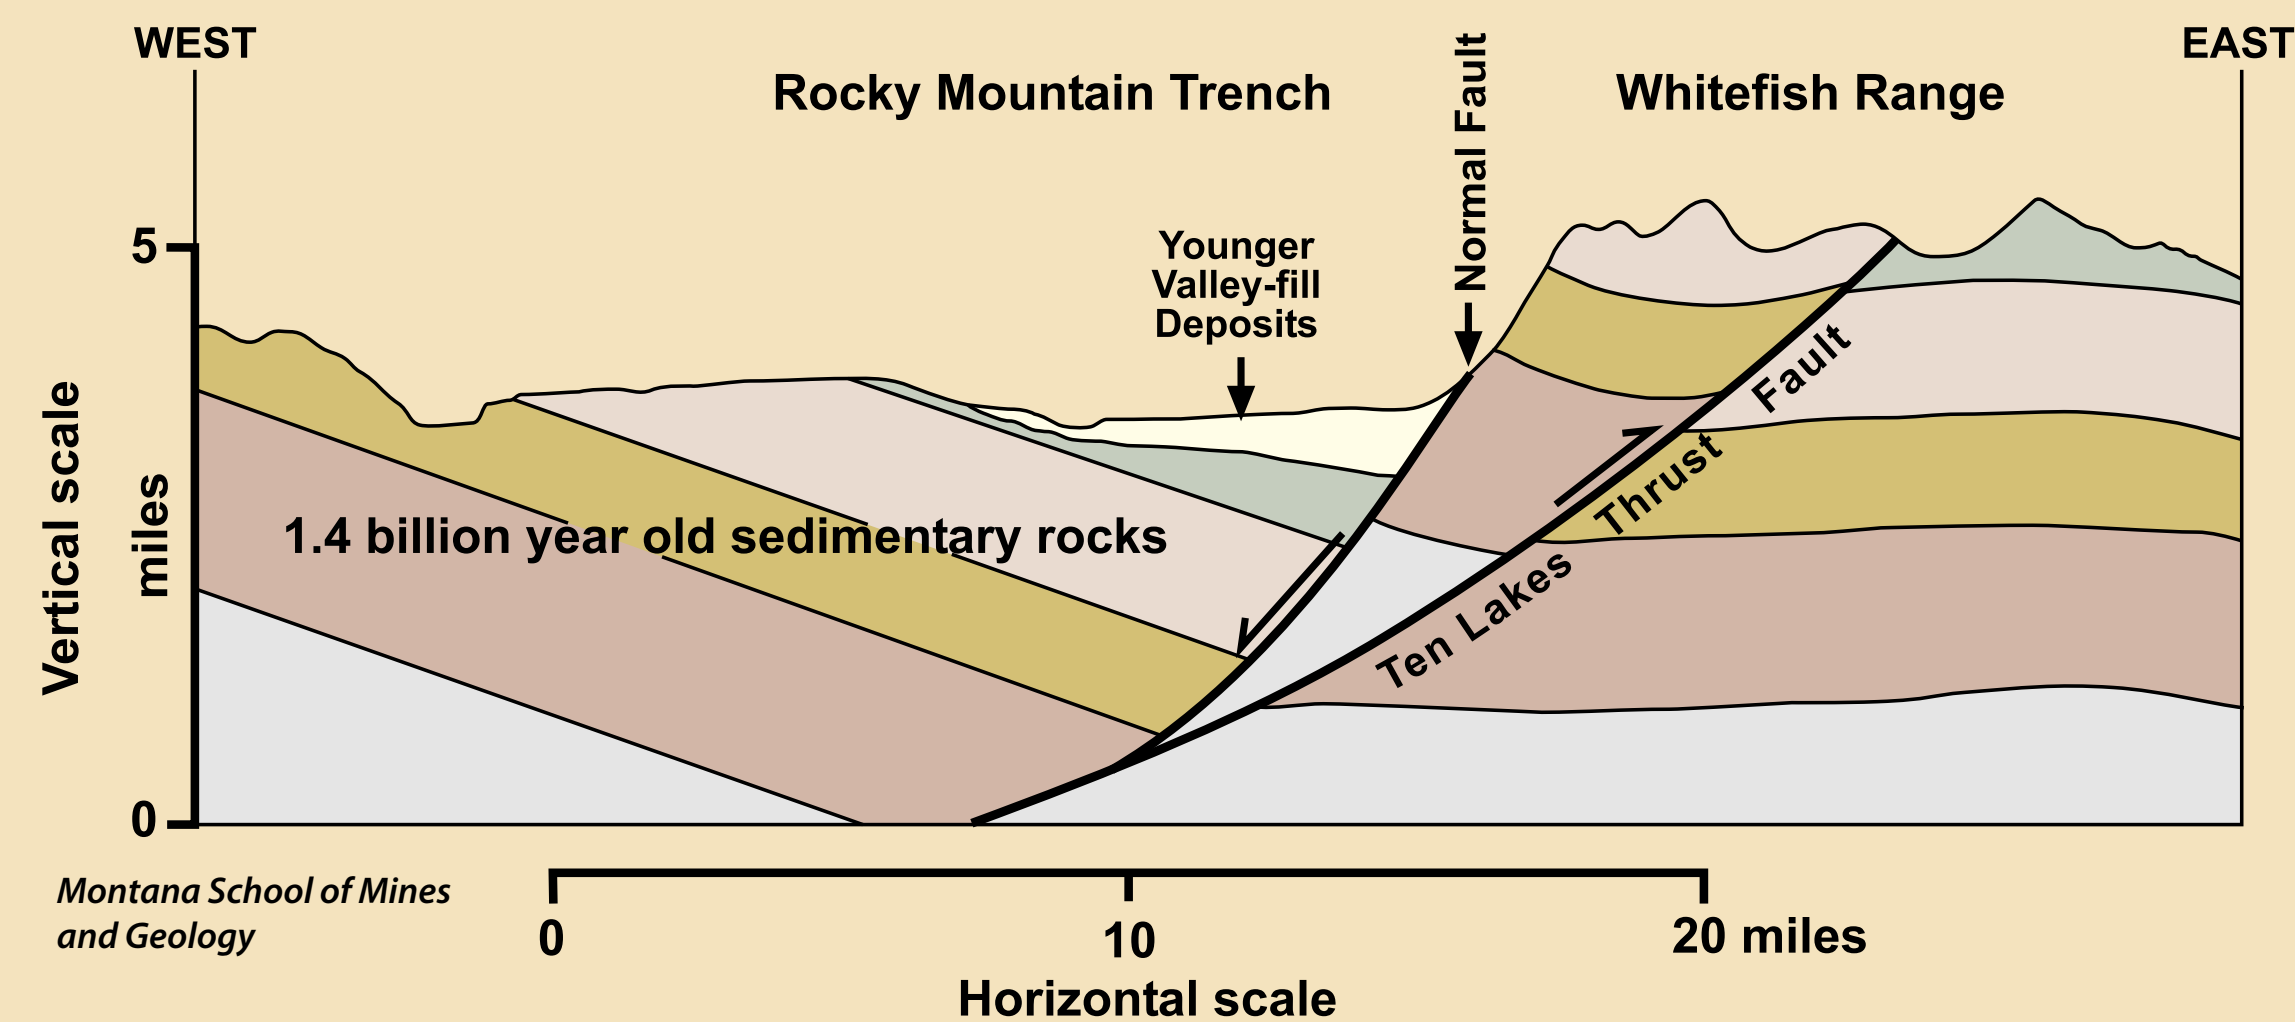 WEST
EAST
Rocky Mountain Trench
Normal Fault
Whitefish Range
Younger
Valley-fill
Deposits
5
Vertical scale
miles
1.4 billion year old sedimentary rocks
Ten Lakes Thrust Fault
0
Montana School of Mines
and Geology
0
10
20 miles
Horizontal scale